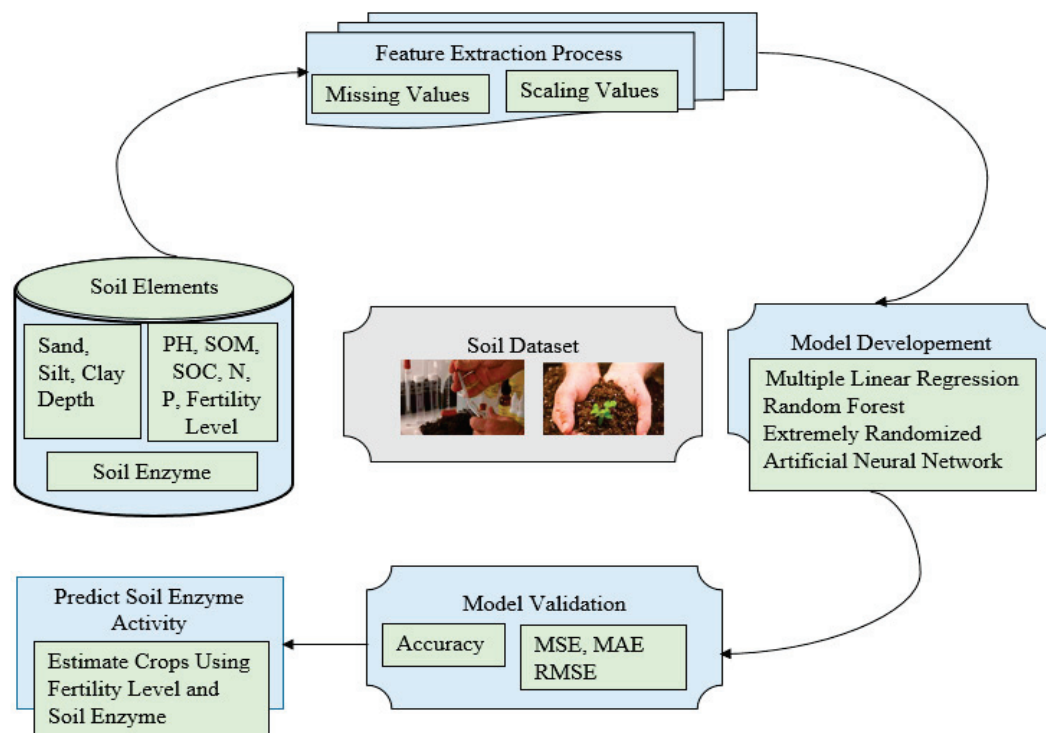 Feature Extraction Process
Missing Values
Scaling Values
Soil Elements
Sand,
Silt, Clay
Depth
PH, SOM,
SOC, N,
P, Fertility
Level
Soil Enzyme
Soil Dataset
Model Developement
Multiple Linear Regression
Random Forest
Extremely Randomized
Artificial Neural Network
Predict Soil Enzyme
Activity
Estimate Crops Using
Fertility Level and
Soil Enzyme
Model Validation
Accuracy
MSE, MAE
RMSE